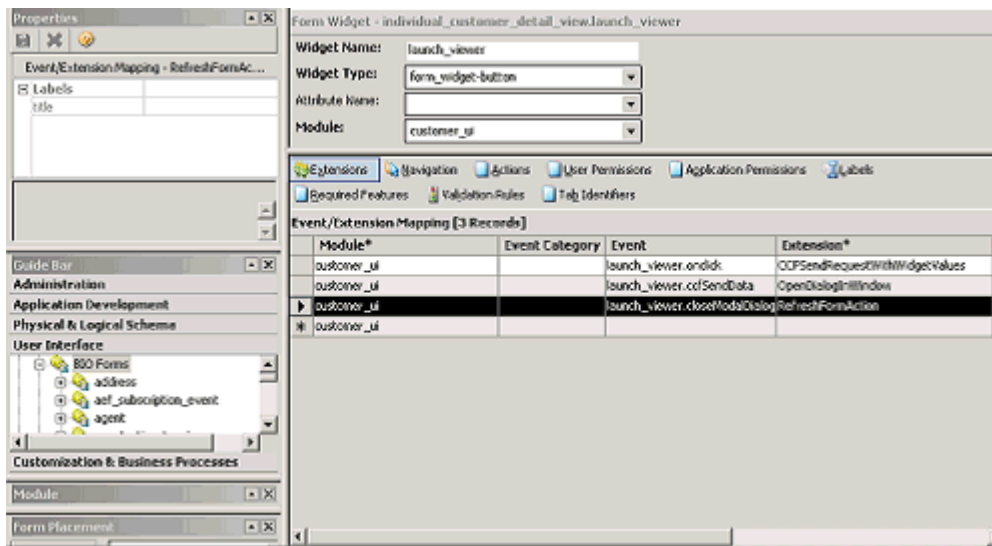 Properties
Event/Extension Mapping - RefreshFormAc...
Labels
title
Guide Bar
Administration
Application Development
Physical & Logical Schema
User Interface
BIO Forms
address
aef_subscription_event
agent
Customization & Business Processes
Module
Form Placement
Form Widget - individual_customer_detail_view.launch_viewer
Widget Name: launch_viewer
Widget Type: form_widget-button
Attribute Name:
Module: customer_ui
Extensions Navigation Actions User Permissions Application Permissions Labels
Required Features Validation Rules Tab Identifiers
Event/Extension Mapping [3 Records]
Module* Event Category Event Extension*
customer_ui launch_viewer.onclick CCFSendRequestWithWidgetValues
customer_ui launch_viewer.ccfSendData OpenDialogInWindow
customer_ui launch_viewer.closeModalDialog RefreshFormAction
customer_ui